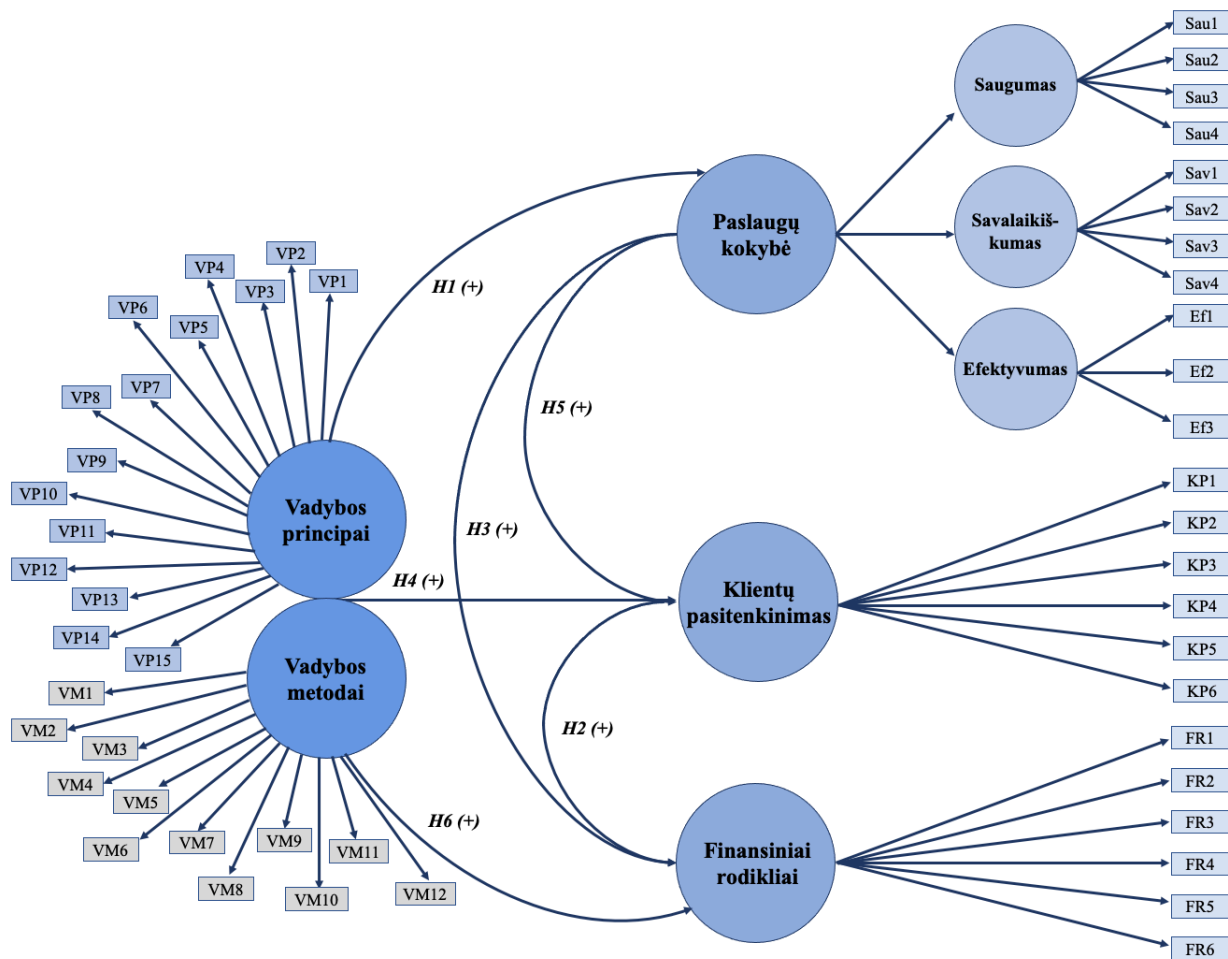 Sau1
Sau2
Saugumas
Sau3
Sau4
Sav1
Paslaugų
kokybė
Savalaikiš-
kumas
Sav2
Sav3
Sav4
VP2
VP4
VP1
VP3
H1 (+)
VP6
VP5
Ef1
Efektyvumas
Ef2
Ef3
VP7
VP8
H5 (+)
VP9
VP10
VP11
VP12
VP13
VP14
VP15
Vadybos
principai
H3 (+)
H4 (+)
KP1
KP2
KP3
Klientų
pasitenkinimas
KP4
KP5
KP6
Vadybos
metodai
VM1
VM2
VM3
VM4
VM5
VM6
VM7
VM8
VM9
VM10
VM11
VM12
H2 (+)
H6 (+)
FR1
FR2
FR3
Finansiniai
rodikliai
FR4
FR5
FR6